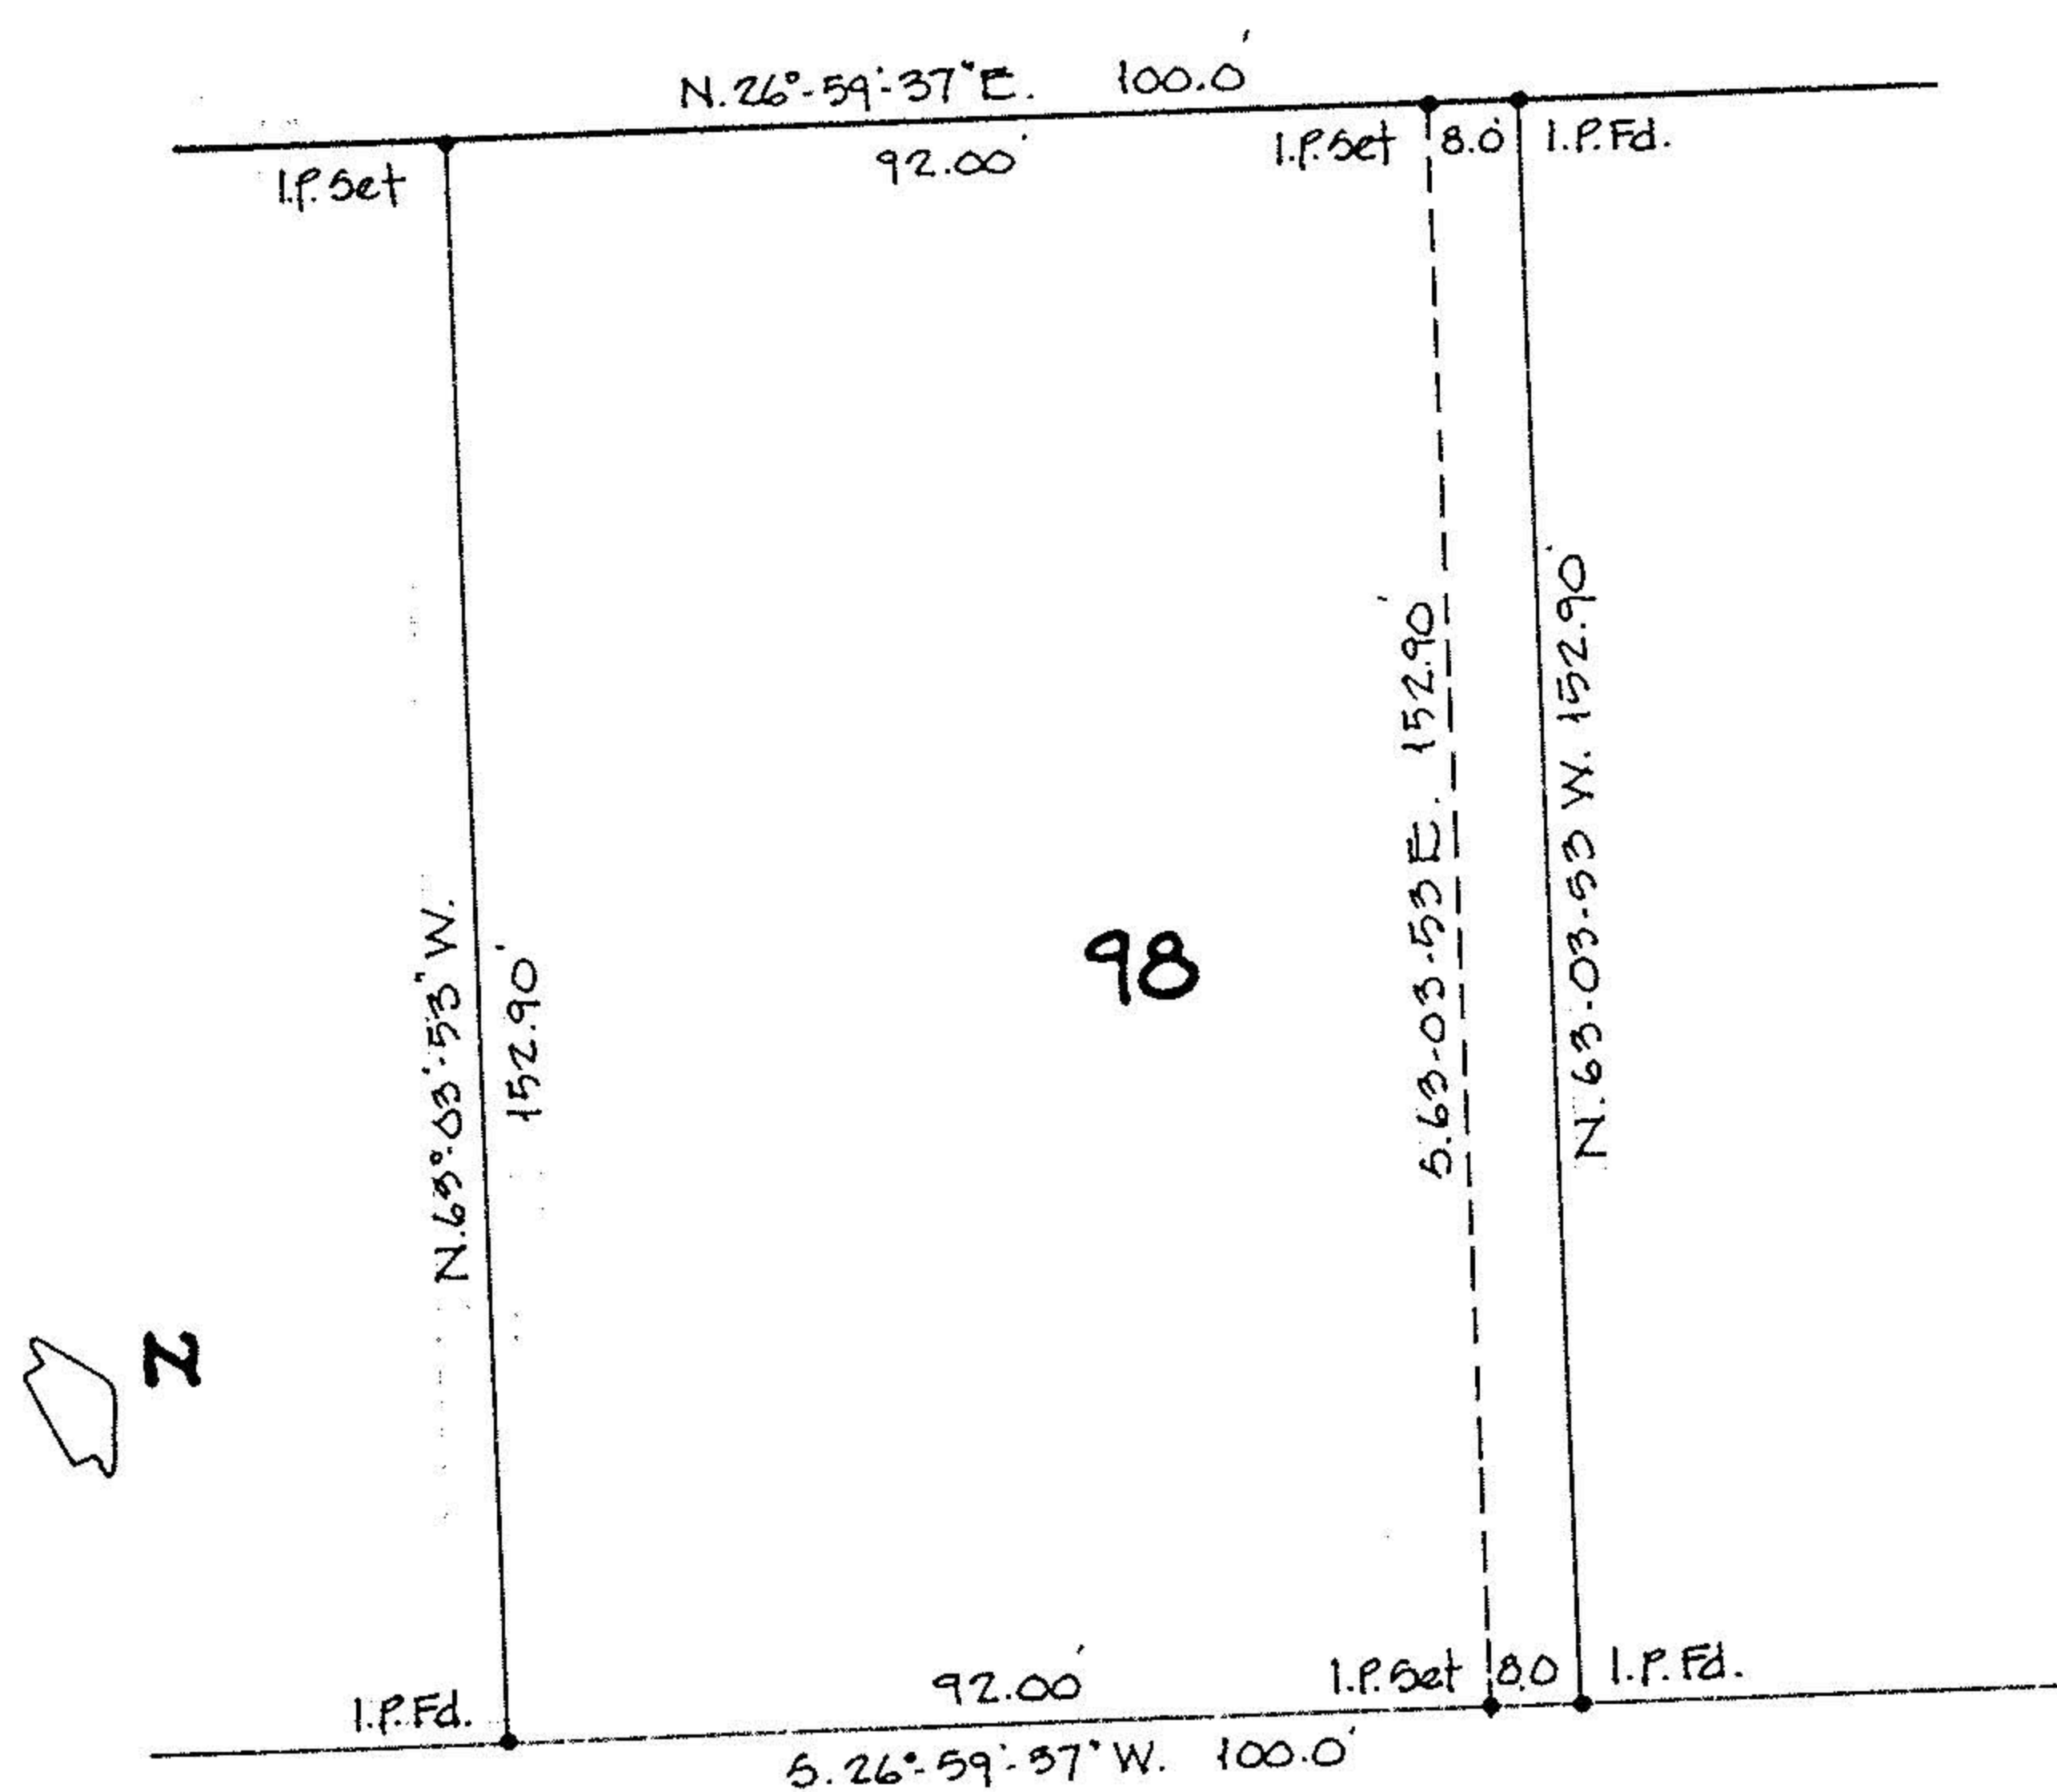 N.26°-59'-37"E. 100.0'
92.00'
I.P.Set
I.P.Set
8.0'
I.P.Fd.
N.63°-03'-53"W.
152.90'
98
S.63-03-53 E. 152.90'
N.63-03-53 W. 152.90'
N
I.P.Fd.
92.00'
I.P.Set
8.0
I.P.Fd.
S.26°-59'-37"W. 100.0'